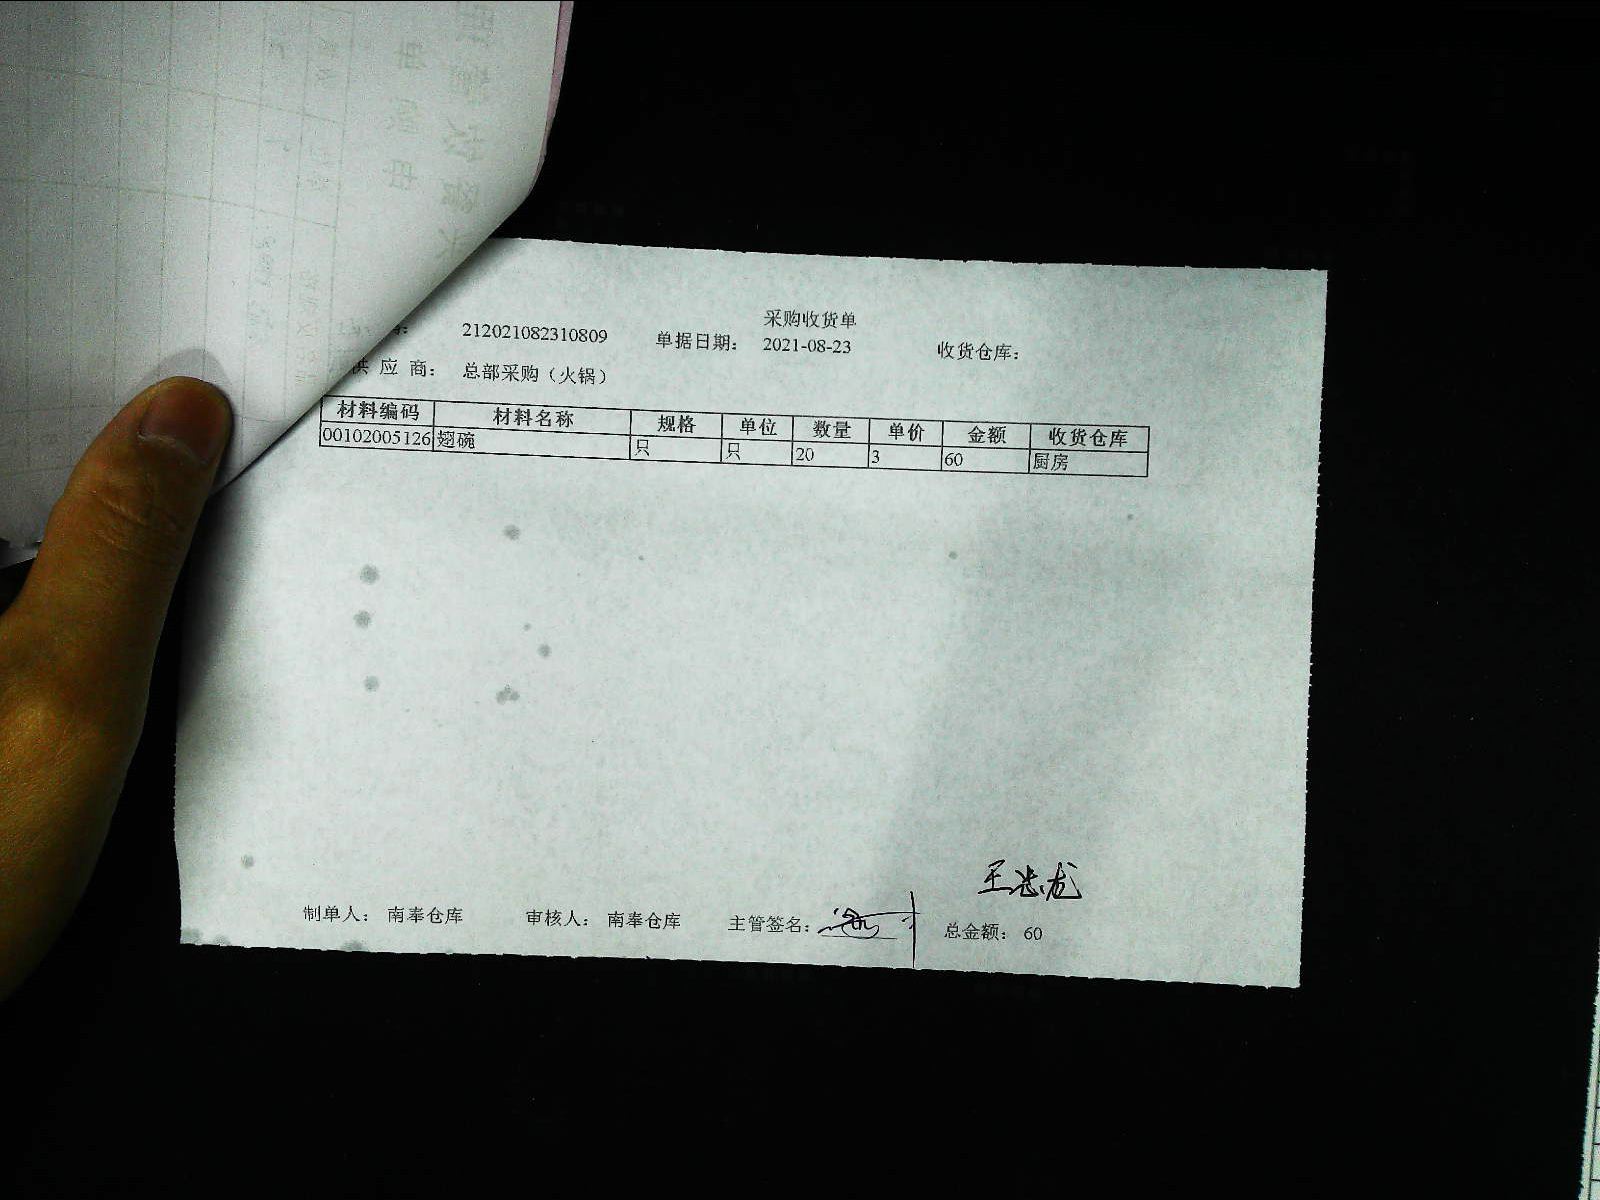 采购收货单
212021082310809 单据日期： 2021-08-23 收货仓库：
供 应 商： 总部采购（火锅）
材料编码 材料名称 规格 单位 数量 单价 金额 收货仓库
00102005126 翅碗 只 只 20 3 60 厨房
王忠龙
制单人： 南奉仓库 审核人： 南奉仓库 主管签名： 总金额： 60